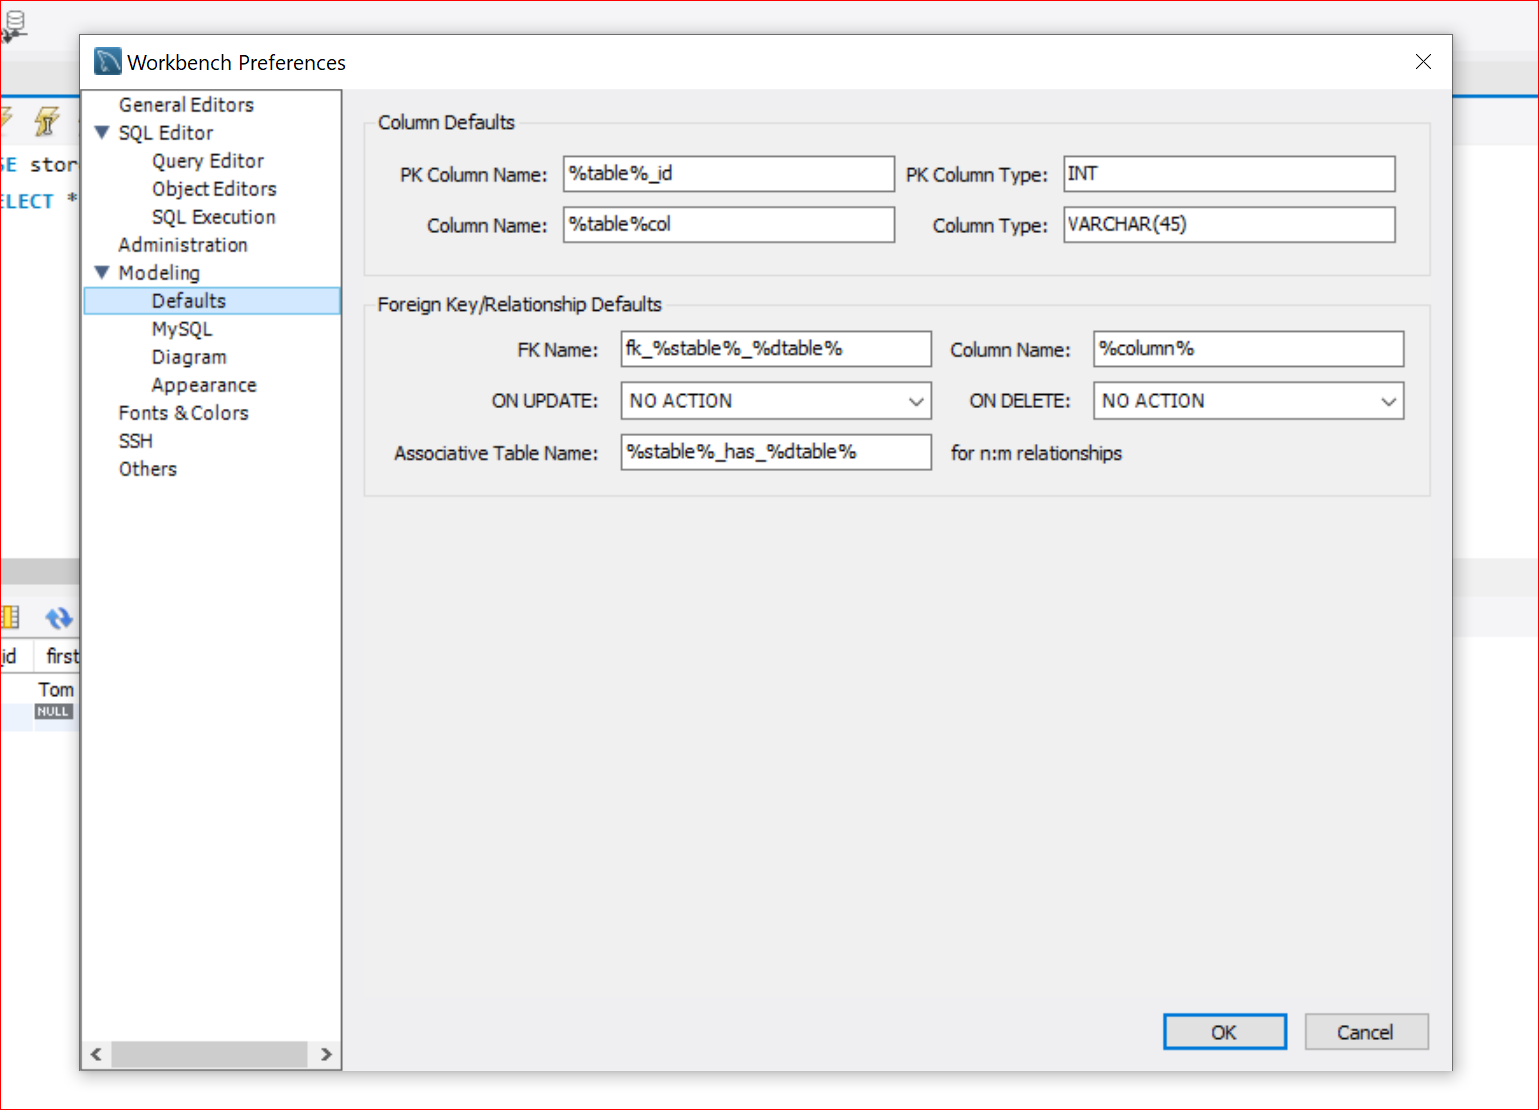 Workbench Preferences
General Editors
SQL Editor
Query Editor
Object Editors
SQL Execution
Administration
Modeling
Defaults
MySQL
Diagram
Appearance
Fonts & Colors
SSH
Others
Column Defaults
PK Column Name: %table%_id PK Column Type: INT
Column Name: %table%col Column Type: VARCHAR(45)
Foreign Key/Relationship Defaults
FK Name: fk_%stable%_%dtable% Column Name: %column%
ON UPDATE: NO ACTION ON DELETE: NO ACTION
Associative Table Name: %stable%_has_%dtable% for n:m relationships
OK Cancel
SE stor
ELECT *
id first
Tom
NULL